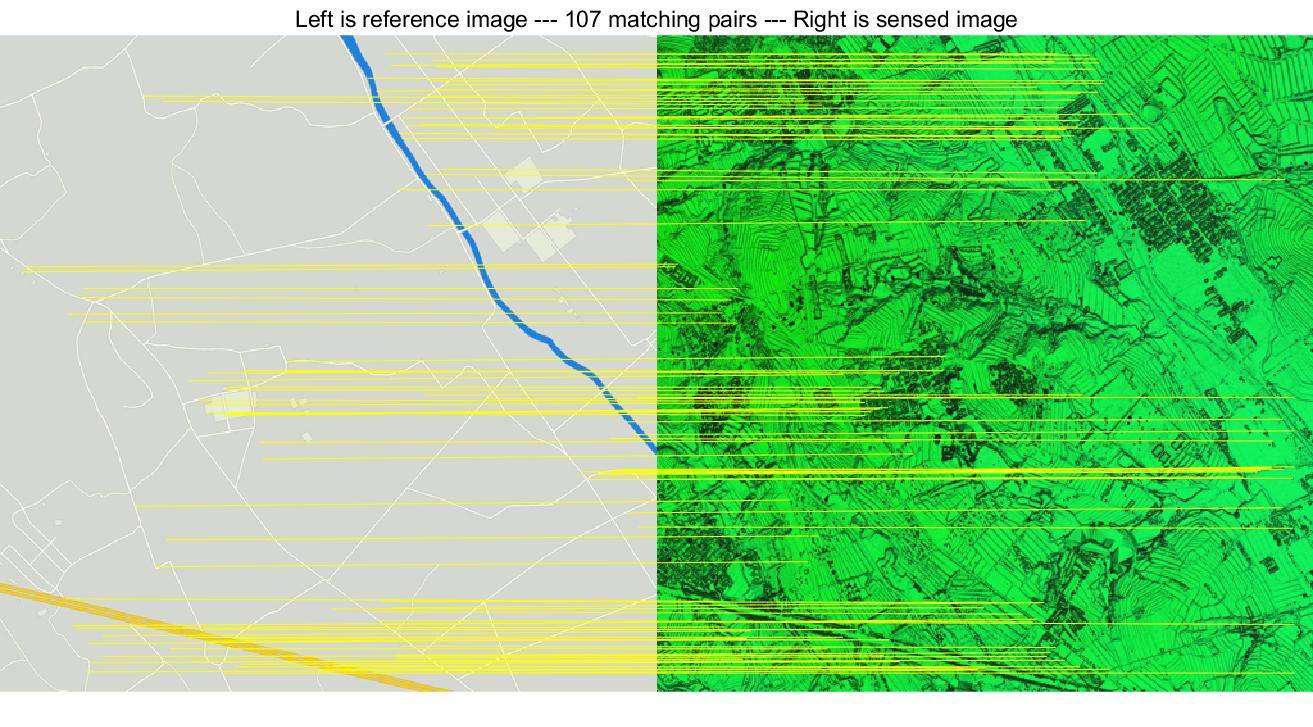 Left is reference image --- 107 matching pairs --- Right is sensed image